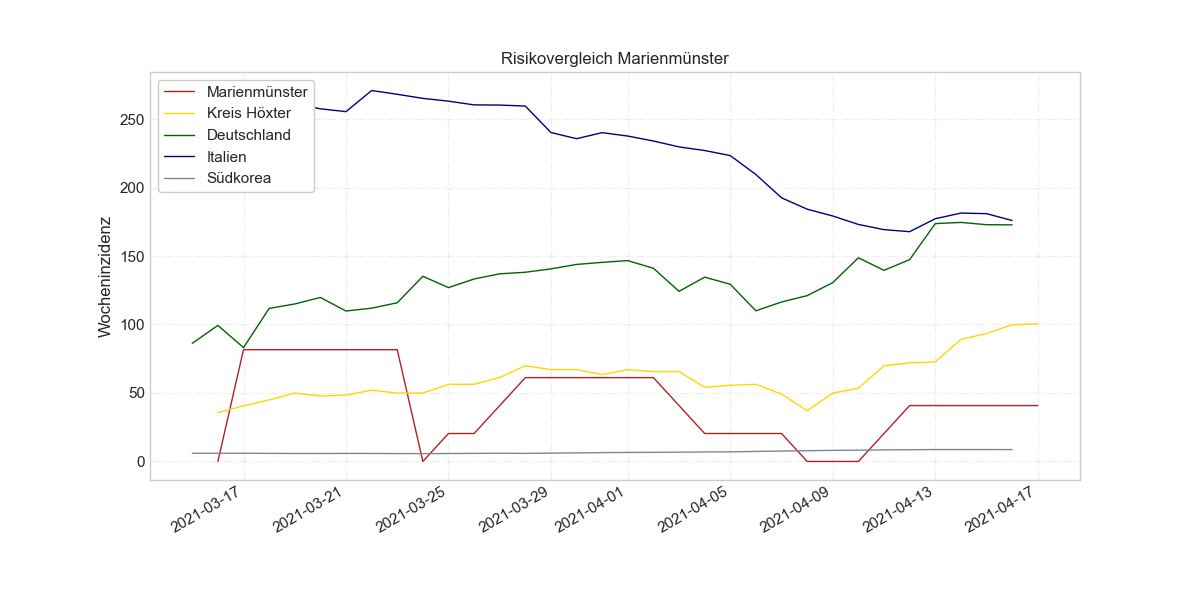 Risikovergleich Marienmünster
Marienmünster
Kreis Höxter
Deutschland
Italien
Südkorea
Wocheninzidenz
250
200
150
100
50
0
2021-03-17
2021-03-21
2021-03-25
2021-03-29
2021-04-01
2021-04-05
2021-04-09
2021-04-13
2021-04-17